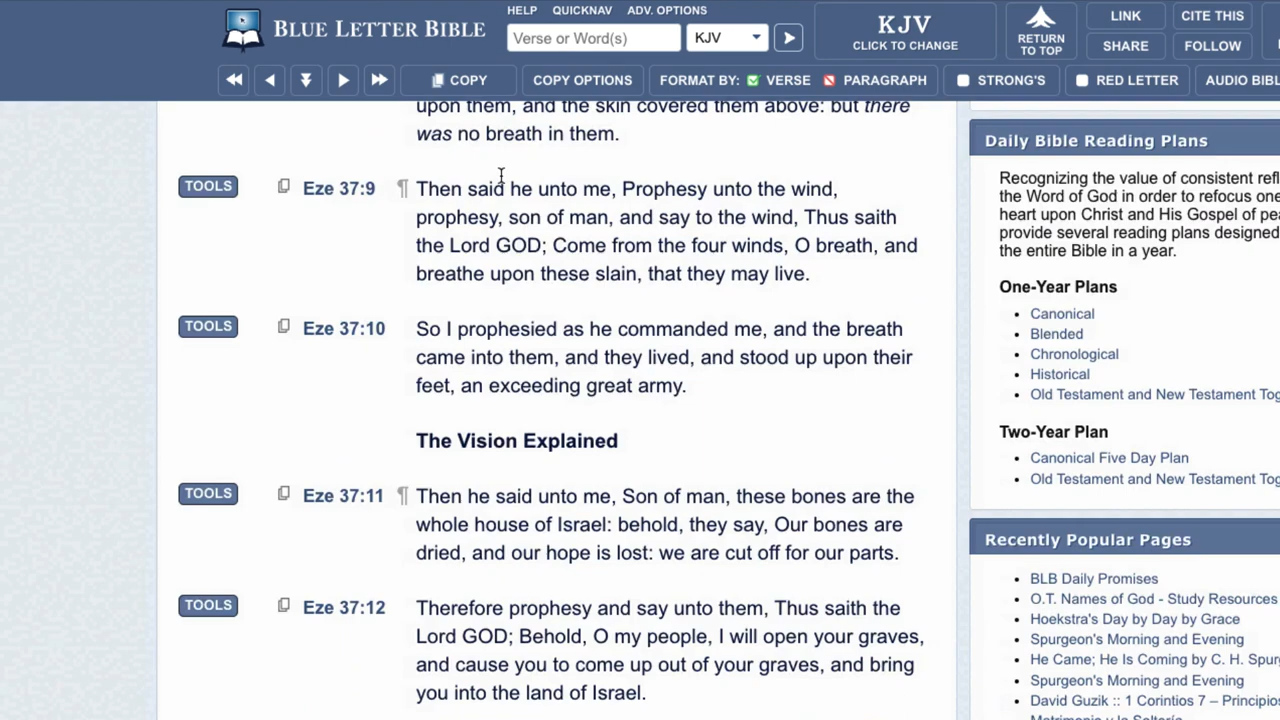 HELP QUICKNAV ADV. OPTIONS
BLUE LETTER BIBLE
Verse or Word(s)
KJV
KJV
CLICK TO CHANGE
RETURN
TO TOP
LINK
CITE THIS
SHARE
FOLLOW
COPY
COPY OPTIONS
FORMAT BY: VERSE PARAGRAPH
STRONG'S
RED LETTER
AUDIO
upon them, and the skin covered them above: but there
was no breath in them.
TOOLS Eze 37:9 ¶ Then said he unto me, Prophesy unto the wind,
prophesy, son of man, and say to the wind, Thus saith
the Lord GOD; Come from the four winds, O breath, and
breathe upon these slain, that they may live.
TOOLS Eze 37:10 So I prophesied as he commanded me, and the breath
came into them, and they lived, and stood up upon their
feet, an exceeding great army.
The Vision Explained
TOOLS Eze 37:11 ¶ Then he said unto me, Son of man, these bones are the
whole house of Israel: behold, they say, Our bones are
dried, and our hope is lost: we are cut off for our parts.
TOOLS Eze 37:12 Therefore prophesy and say unto them, Thus saith the
Lord GOD; Behold, O my people, I will open your graves,
and cause you to come up out of your graves, and bring
you into the land of Israel.
Daily Bible Reading Plans
Recognizing the value of consistent
the Word of God in order to refocus
heart upon Christ and His Gospel of
provide several reading plans designed
the entire Bible in a year.
One-Year Plans
• Canonical
• Blended
• Chronological
• Historical
• Old Testament and New Testament
Two-Year Plan
• Canonical Five Day Plan
• Old Testament and New Testament
Recently Popular Pages
• BLB Daily Promises
• O.T. Names of God - Study Resources
• Hoekstra's Day by Day by Grace
• Spurgeon's Morning and Evening
• He Came; He Is Coming by C. H.
• Spurgeon's Morning and Evening
• David Guzik :: 1 Corintios 7 –